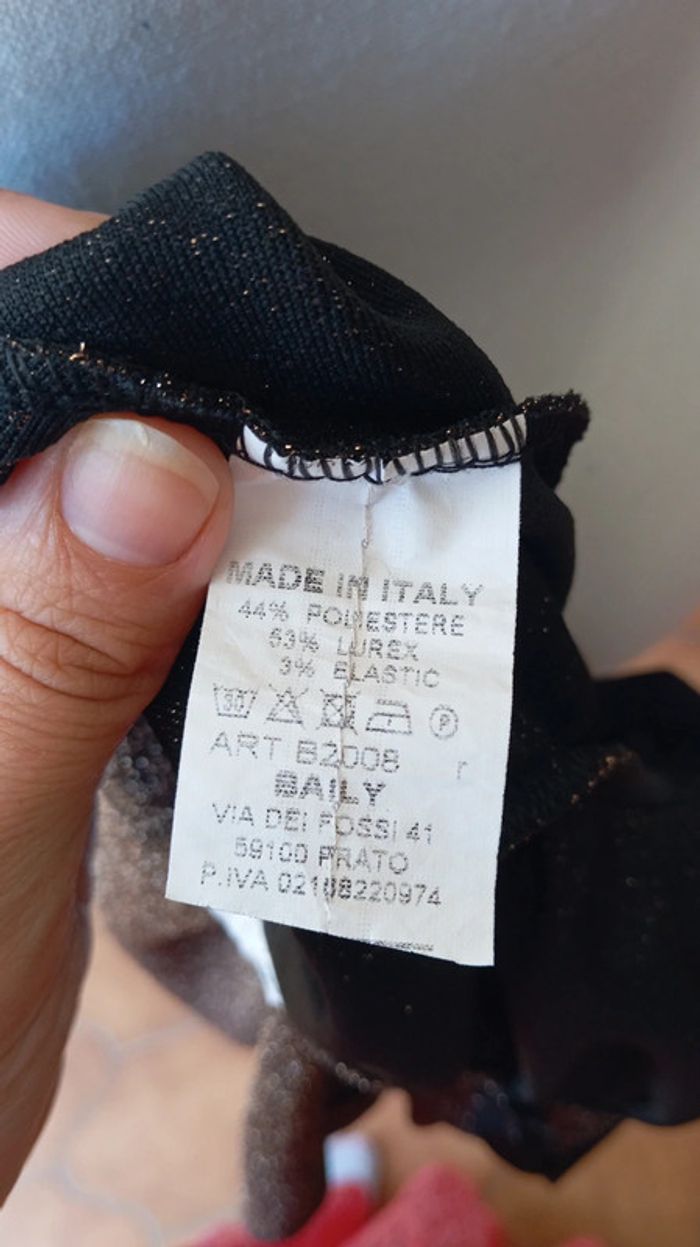 MADE IN ITALY
44% POLIESTERE
53% LUREX
3% ELASTIC
30 P
ART B2008
BAILY
VIA DEI FOSSI 41
59100 PRATO
P.IVA 02108220974